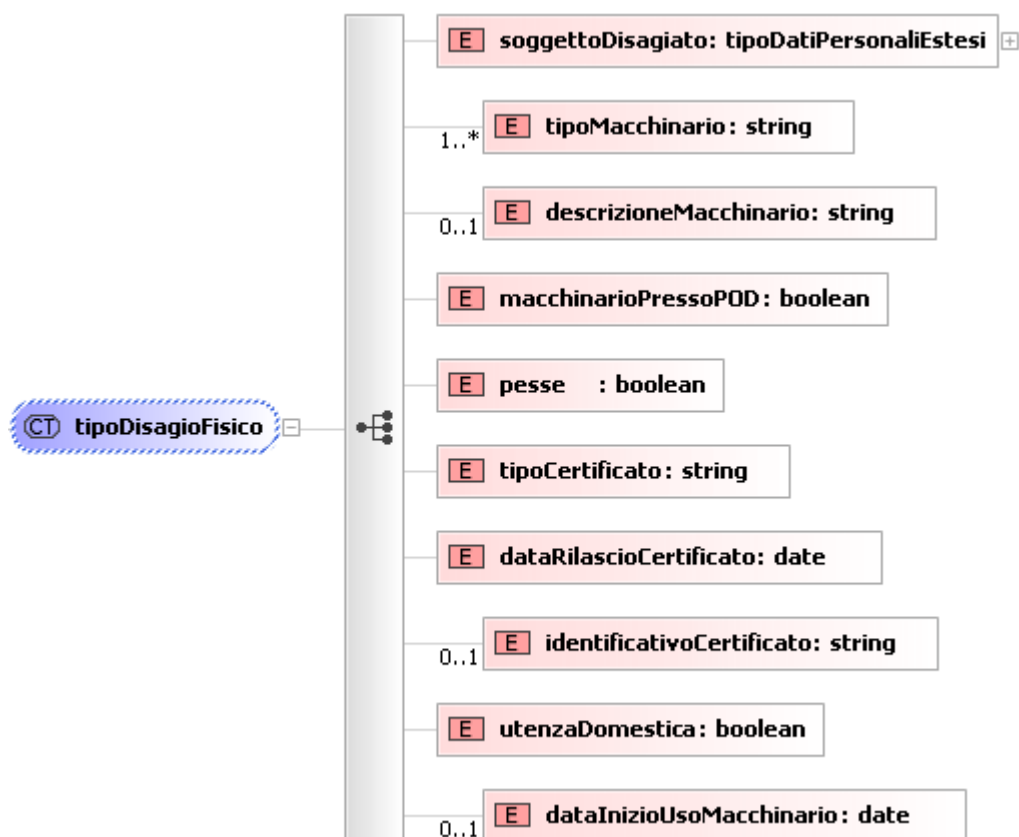 E soggettoDisagiato: tipoDatiPersonaliEstesi
1..* E tipoMacchinario: string
0..1 E descrizioneMacchinario: string
E macchinarioPressoPOD: boolean
E pesse : boolean
CT tipoDisagioFisico
E tipoCertificato: string
E dataRilascioCertificato: date
0..1 E identificativoCertificato: string
E utenzaDomestica: boolean
0..1 E dataInizioUsoMacchinario: date